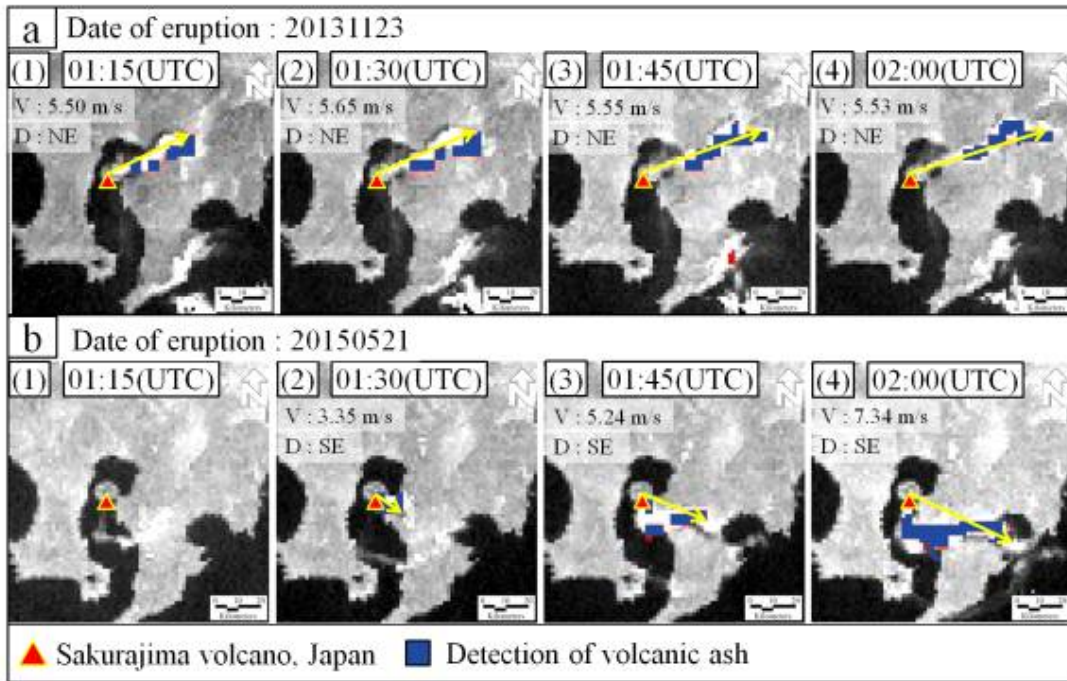 a Date of eruption : 20131123
(1) 01:15(UTC)
V : 5.50 m/s
D : NE
N
(2) 01:30(UTC)
V : 5.65 m/s
D : NE
N
(3) 01:45(UTC)
V : 5.55 m/s
D : NE
N
(4) 02:00(UTC)
V : 5.53 m/s
D : NE
N
b Date of eruption : 20150521
(1) 01:15(UTC)
N
(2) 01:30(UTC)
V : 3.35 m/s
D : SE
N
(3) 01:45(UTC)
V : 5.24 m/s
D : SE
N
(4) 02:00(UTC)
V : 7.34 m/s
D : SE
N
Sakurajima volcano, Japan
Detection of volcanic ash